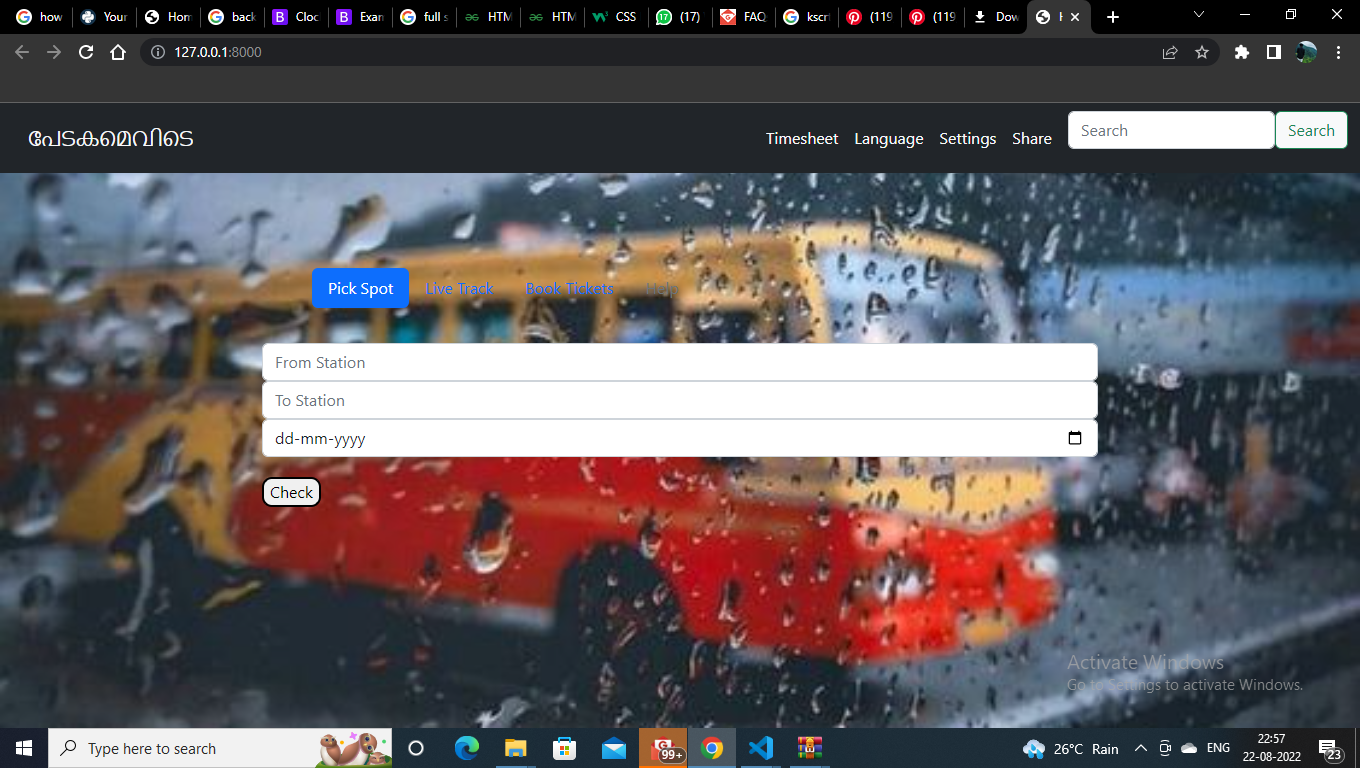 how
Your
Hom
back
Cloc
Exam
full s
HTM
HTM
CSS
(17)
FAQ
kscr
(119
(119
Dow
127.0.0.1:8000
പേടകമെവിടെ
Timesheet Language Settings Share Search Search
Pick Spot Live Track Book Tickets Help
From Station
To Station
dd-mm-yyyy
Check
Activate Windows
Go to Settings to activate Windows.
Type here to search
99+
26°C Rain
ENG
22:57
22-08-2022
23